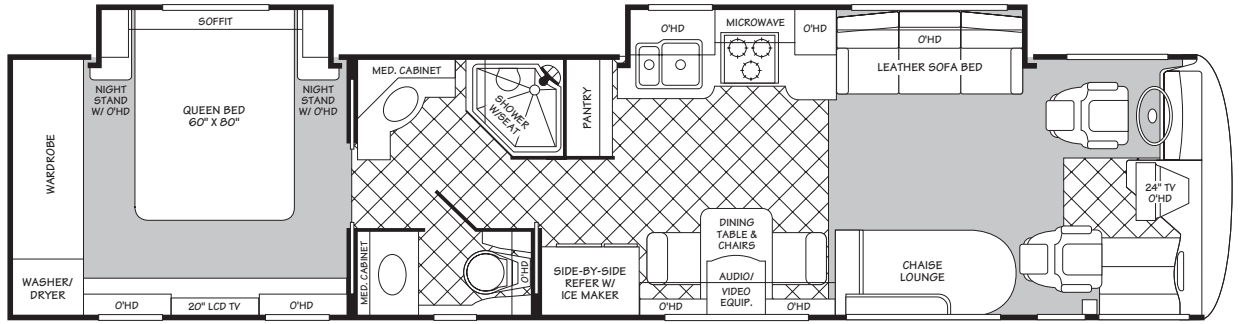 SOFFIT
NIGHT
STAND
W/ O'HD
QUEEN BED
60" X 80"
NIGHT
STAND
W/ O'HD
WARDROBE
WASHER/
DRYER
O'HD
20" LCD TV
O'HD
MED. CABINET
SHOWER
W/SEAT
PANTRY
MED. CABINET
O'HD
O'HD
MICROWAVE
O'HD
O'HD
LEATHER SOFA BED
SIDE-BY-SIDE
REFER W/
ICE MAKER
DINING
TABLE &
CHAIRS
AUDIO/
VIDEO
EQUIP.
O'HD
O'HD
CHAISE
LOUNGE
24" TV
O'HD